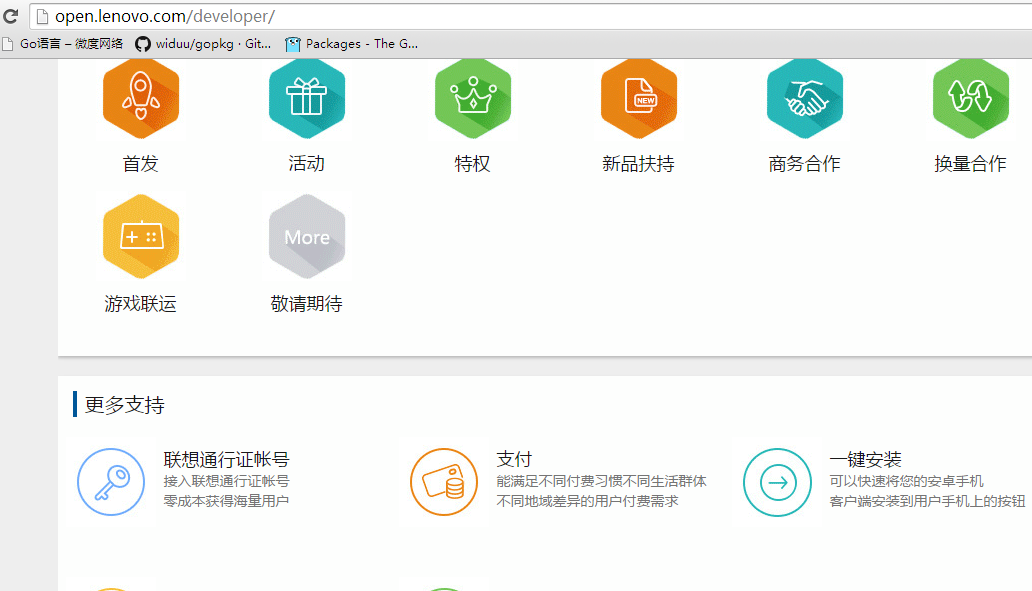 open.lenovo.com/developer/
Go语言 – 微度网络 widuu/gopkg · Git... Packages - The G...
NEW
首发 活动 特权 新品扶持 商务合作 换量合作
More
游戏联运 敬请期待
更多支持
联想通行证帐号
接入联想通行证帐号
零成本获得海量用户
支付
能满足不同付费习惯不同生活群体
不同地域差异的用户付费需求
一键安装
可以快速将您的安卓手机
客户端安装到用户手机上的按钮